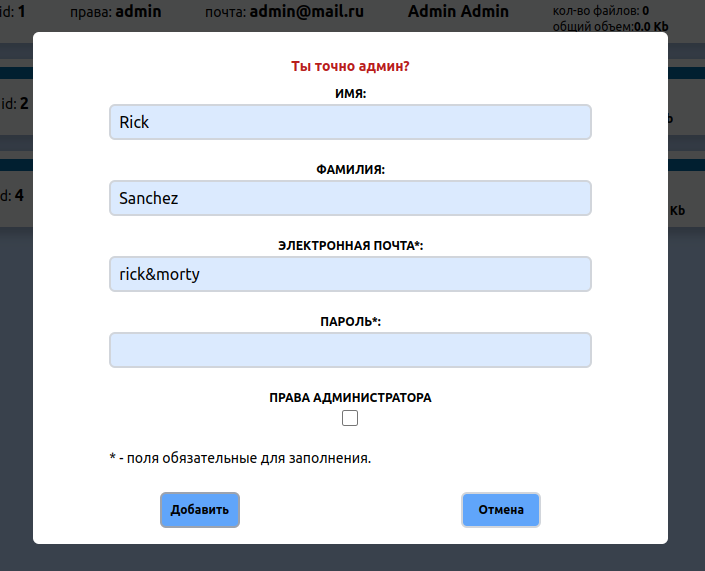 id: 1 права: admin почта: admin@mail.ru Admin Admin кол-во файлов: 0
общий объем:0.0 Kb
Ты точно админ?
ИМЯ:
id: 2
Rick
ФАМИЛИЯ:
d: 4
Sanchez
Kb
ЭЛЕКТРОННАЯ ПОЧТА*:
rick&morty
ПАРОЛЬ*:
ПРАВА АДМИНИСТРАТОРА
* - поля обязательные для заполнения.
Добавить Отмена